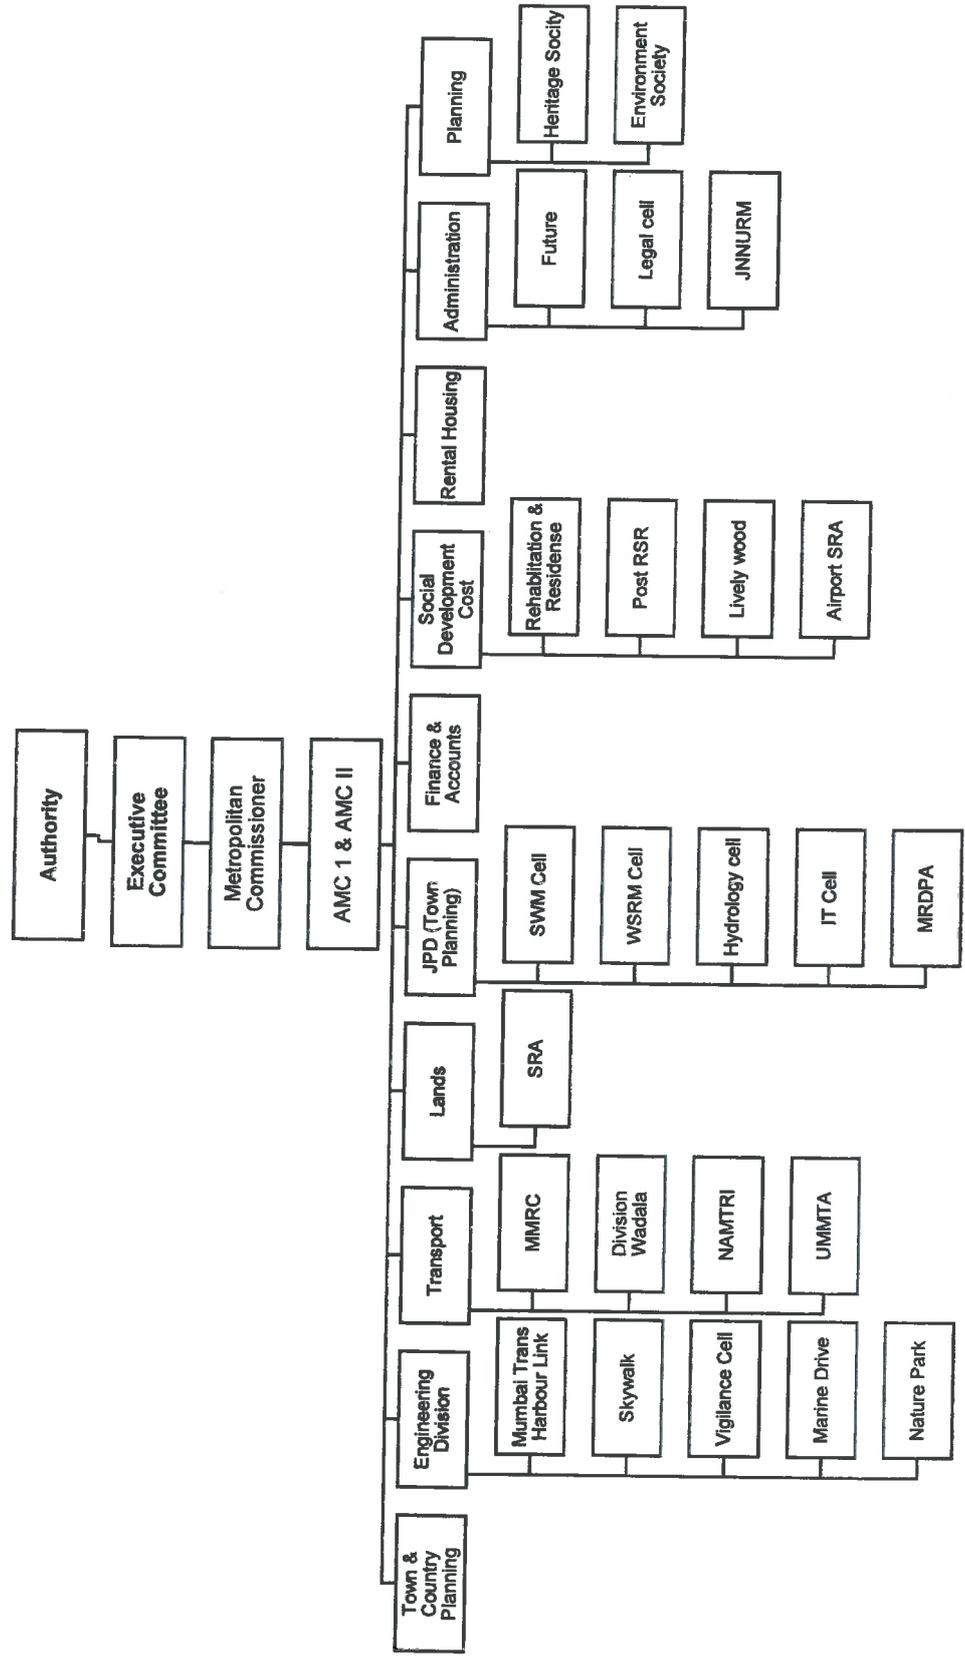 Authority
Executive
Committee
Metropolitan
Commissioner
AMC 1 & AMC II
Town &
Country
Planning
Engineering
Division
Mumbai Trans
Harbour Link
Skywalk
Vigilance Cell
Marine Drive
Nature Park
Transport
MMRC
Division
Wadala
NAMTRI
UMMTA
Lands
SRA
JPD (Town
Planning)
SWM Cell
WSRM Cell
Hydrology cell
IT Cell
MRDPA
Finance &
Accounts
Social
Development
Cost
Rehablitation &
Residense
Post RSR
Lively wood
Airport SRA
Rental Housing
Administration
Future
Legal cell
JNNURM
Planning
Heritage Socity
Environment
Society